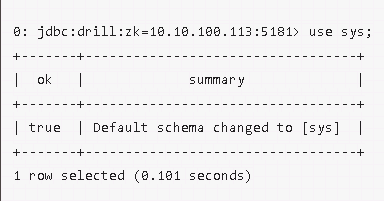 0: jdbc:drill:zk=10.10.100.113:5181> use sys;
+-------+----------------------------------+
|  ok   |             summary              |
+-------+----------------------------------+
| true  | Default schema changed to [sys]  |
+-------+----------------------------------+
1 row selected (0.101 seconds)